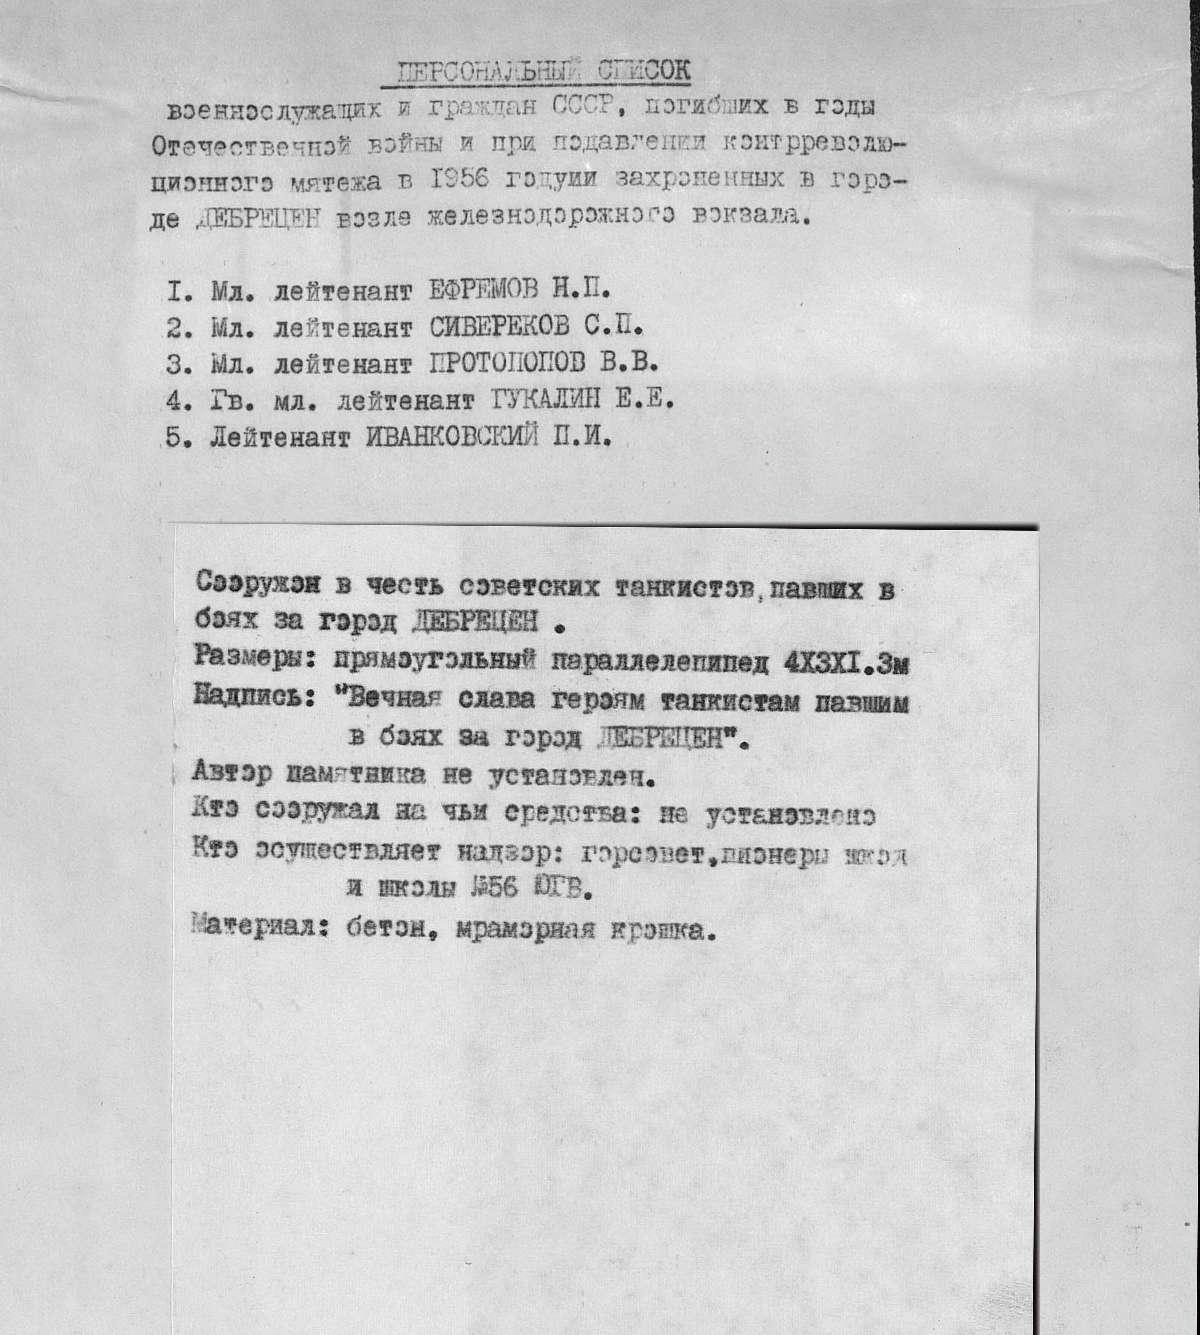 ПЕРСОНАЛЬНЫЙ СПИСОК
военнослужащих и граждан СССР, погибших в годы
Отечественной войны и при подавлении контрреволю-
ционного мятежа в 1956 годуии захроненных в горо-
де ДЕБРЕЦЕН возле железнодорожного вокзала.
1. Мл. лейтенант ЕФРЕМОВ Н.П.
2. Мл. лейтенант СИВЕРЕКОВ С.П.
3. Мл. лейтенант ПРОТОПОПОВ В.В.
4. Гв. мл. лейтенант ГУКАЛИН Е.Е.
5. Лейтенант ИВАНКОВСКИЙ П.И.
Сооружон в честь советских танкистов, павших в
боях за город ДЕБРЕЦЕН .
Размеры: прямоугольный параллелепипед 4Х3Х1.3м
Надпись: "Вечная слава героям танкистам павшим
в боях за город ДЕБРЕЦЕН".
Автор памятника не установлен.
Кто сооружал на чьи средства: не установлено
Кто осуществляет надзор: горсовет,пионеры школ
и школы №56 ЮГВ.
Материал: бетон, мраморная крошка.